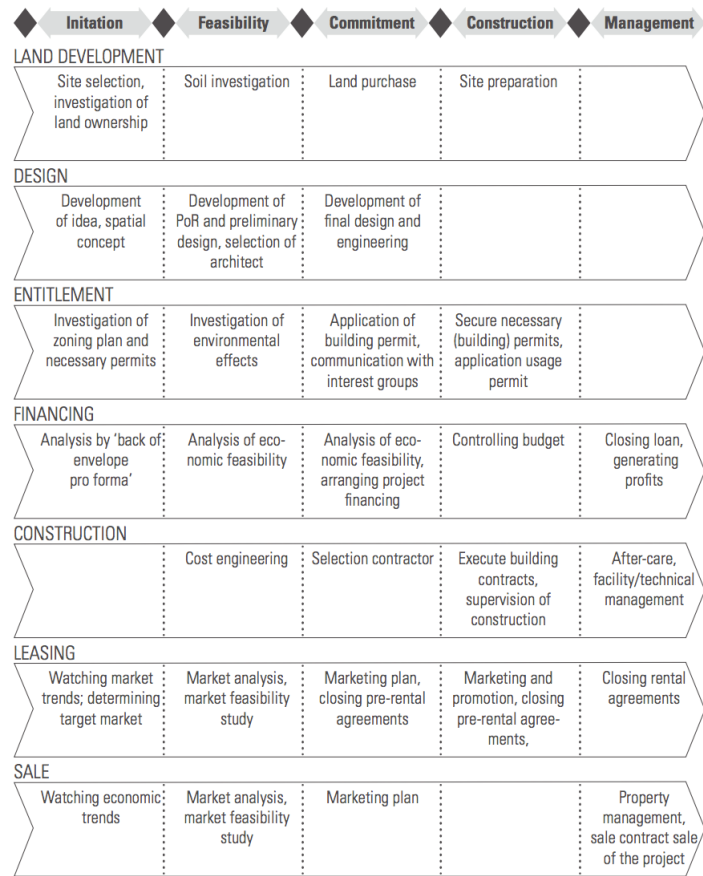 Initation Feasibility Commitment Construction Management
LAND DEVELOPMENT
Site selection,
investigation of
land ownership
Soil investigation
Land purchase
Site preparation
DESIGN
Development
of idea, spatial
concept
Development of
PoR and preliminary
design, selection of
architect
Development of
final design and
engineering
ENTITLEMENT
Investigation of
zoning plan and
necessary permits
Investigation of
environmental
effects
Application of
building permit,
communication with
interest groups
Secure necessary
(building) permits,
application usage
permit
FINANCING
Analysis by ‘back of
envelope
pro forma’
Analysis of eco-
nomic feasibility
Analysis of eco-
nomic feasibility,
arranging project
financing
Controlling budget
Closing loan,
generating
profits
CONSTRUCTION
Cost engineering
Selection contractor
Execute building
contracts,
supervision of
construction
After-care,
facility/technical
management
LEASING
Watching market
trends; determining
target market
Market analysis,
market feasibility
study
Marketing plan,
closing pre-rental
agreements
Marketing and
promotion, closing
pre-rental agree-
ments,
Closing rental
agreements
SALE
Watching economic
trends
Market analysis,
market feasibility
study
Marketing plan
Property
management,
sale contract sale
of the project